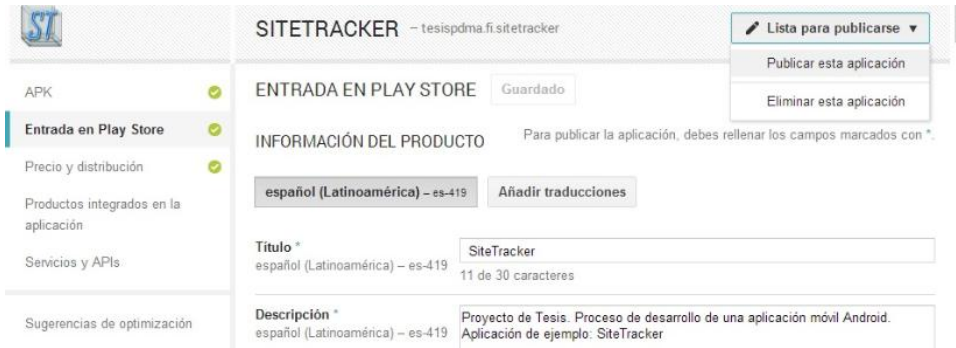 ST
SITETRACKER – tesispdma.fi.sitetracker
Lista para publicarse
Publicar esta aplicación
Eliminar esta aplicación
APK
Entrada en Play Store
Precio y distribución
Productos integrados en la
aplicación
Servicios y APIs
Sugerencias de optimización
ENTRADA EN PLAY STORE
Guardado
INFORMACIÓN DEL PRODUCTO
Para publicar la aplicación, debes rellenar los campos marcados con *.
español (Latinoamérica) – es-419
Añadir traducciones
Título *
español (Latinoamérica) – es-419
SiteTracker
11 de 30 caracteres
Descripción *
español (Latinoamérica) – es-419
Proyecto de Tesis. Proceso de desarrollo de una aplicación móvil Android.
Aplicación de ejemplo: SiteTracker